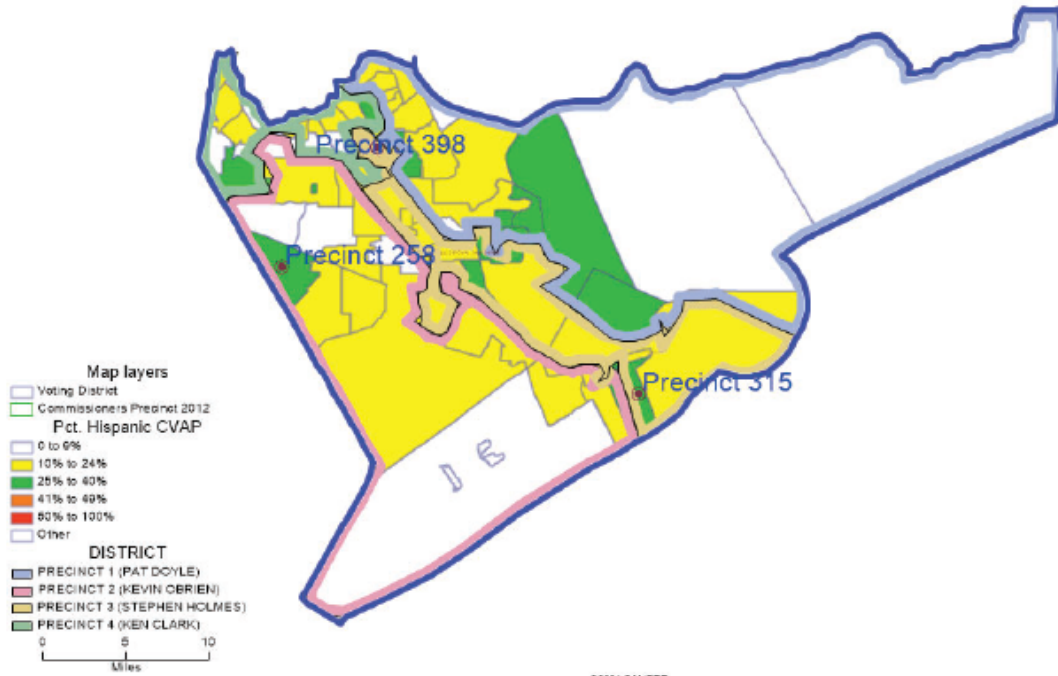 Precinct 398
Precinct 258
Precinct 315
Map layers
Voting District
Commissioners Precinct 2012
Pct. Hispanic CVAP
0 to 9%
10% to 24%
25% to 40%
41% to 49%
50% to 100%
Other
DISTRICT
PRECINCT 1 (PAT DOYLE)
PRECINCT 2 (KEVIN OBRIEN)
PRECINCT 3 (STEPHEN HOLMES)
PRECINCT 4 (KEN CLARK)
0 5 10
Miles